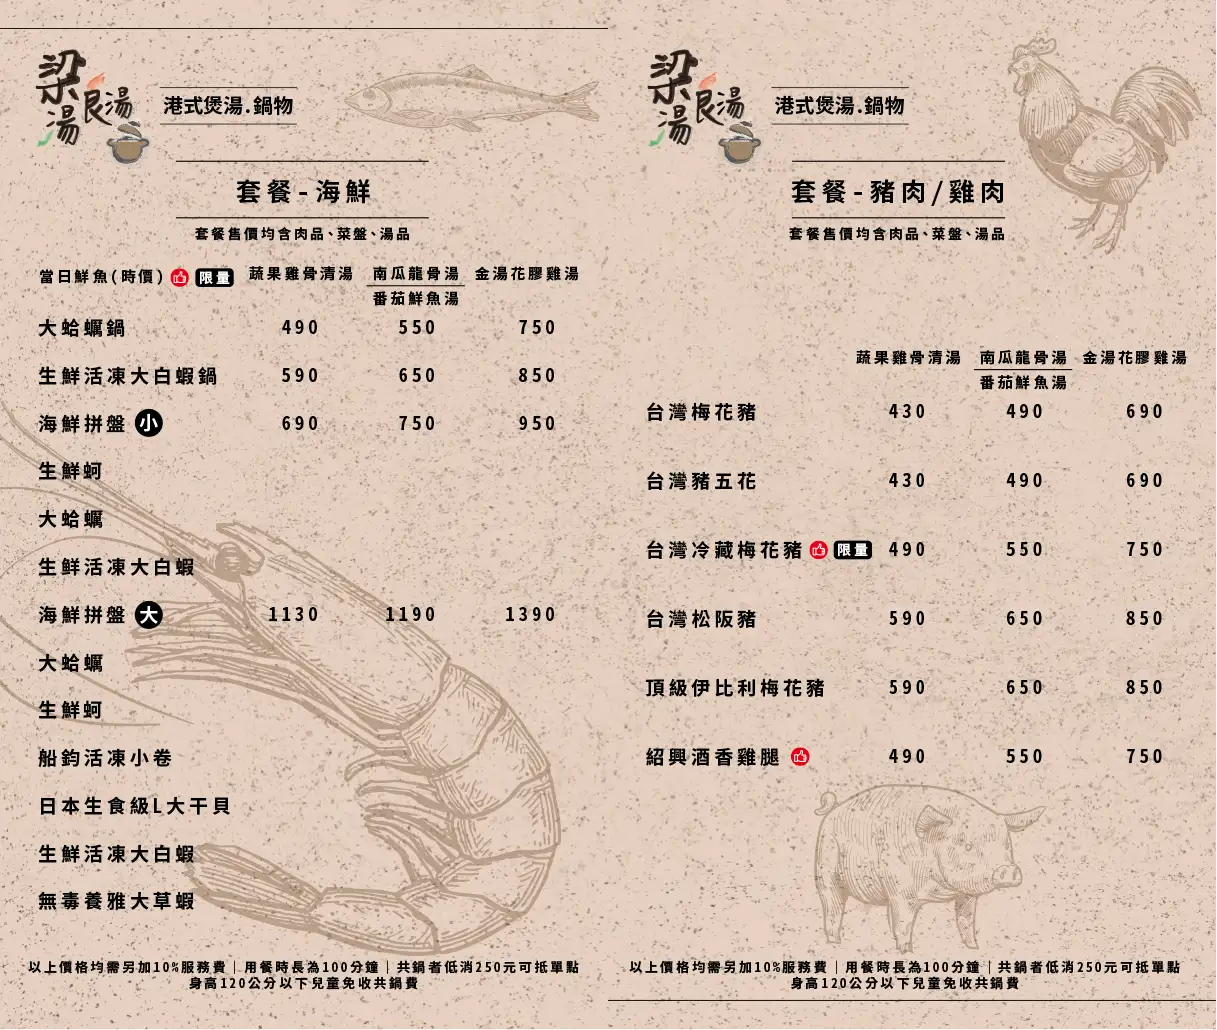 梁良湯湯
港式煲湯.鍋物
套餐-海鮮
套餐售價均含肉品、菜盤、湯品
當日鮮魚(時價) 限量 蔬果雞骨清湯 南瓜龍骨湯 金湯花膠雞湯
番茄鮮魚湯
大蛤蠣鍋 490 550 750
生鮮活凍大白蝦鍋 590 650 850
海鮮拼盤 小 690 750 950
生鮮蚵
大蛤蠣
生鮮活凍大白蝦
海鮮拼盤 大 1130 1190 1390
大蛤蠣
生鮮蚵
船鈞活凍小卷
日本生食級L大干貝
生鮮活凍大白蝦
無毒養雅大草蝦
以上價格均需另加10%服務費|用餐時長為100分鐘|共鍋者低消250元可抵單點
身高120公分以下兒童免收共鍋費
梁良湯湯
港式煲湯.鍋物
套餐-豬肉/雞肉
套餐售價均含肉品、菜盤、湯品
蔬果雞骨清湯 南瓜龍骨湯 金湯花膠雞湯
番茄鮮魚湯
台灣梅花豬 430 490 690
台灣豬五花 430 490 690
台灣冷藏梅花豬 限量 490 550 750
台灣松阪豬 590 650 850
頂級伊比利梅花豬 590 650 850
紹興酒香雞腿 490 550 750
以上價格均需另加10%服務費|用餐時長為100分鐘|共鍋者低消250元可抵單點
身高120公分以下兒童免收共鍋費